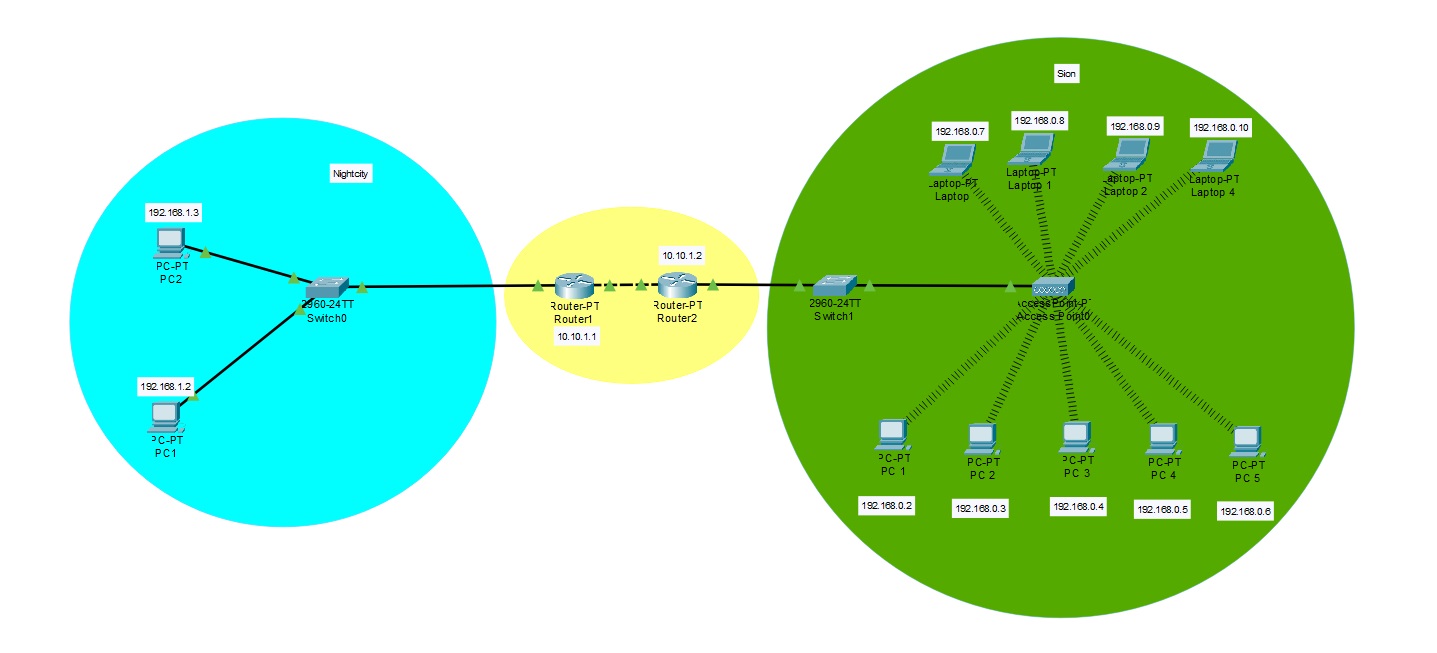 Nightcity
192.168.1.3
PC-PT
PC2
2960-24TT
Switch0
192.168.1.2
PC-PT
PC1
Router-PT
Router1
10.10.1.1
10.10.1.2
Router-PT
Router2
Sion
2960-24TT
Switch1
192.168.0.7
Laptop-PT
Laptop
192.168.0.8
Laptop-PT
Laptop 1
192.168.0.9
Laptop-PT
Laptop 2
192.168.0.10
Laptop-PT
Laptop 4
AccessPoint-PT
Access Point0
PC-PT
PC 1
192.168.0.2
PC-PT
PC 2
192.168.0.3
PC-PT
PC 3
192.168.0.4
PC-PT
PC 4
192.168.0.5
PC-PT
PC 5
192.168.0.6